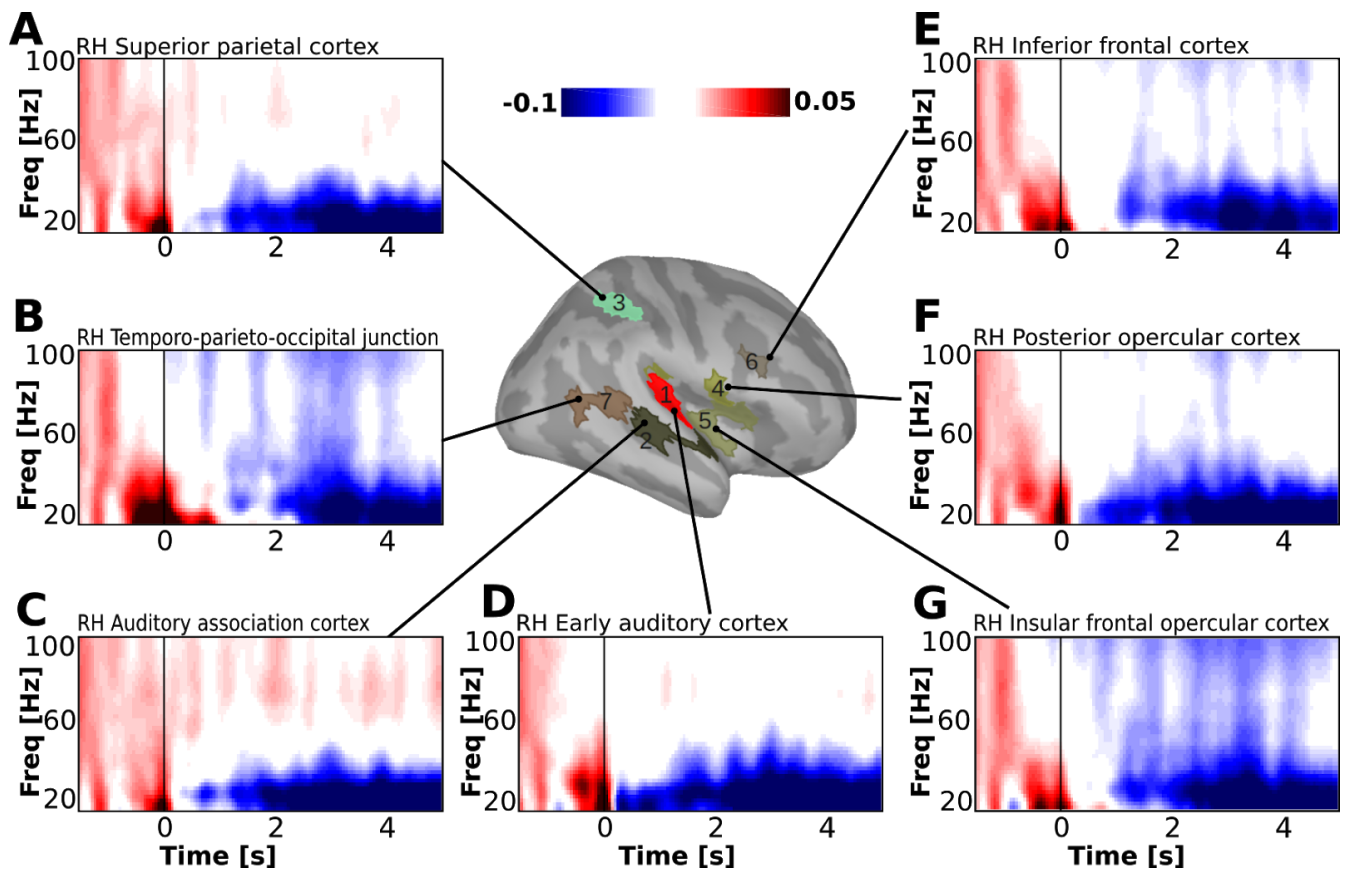 A
RH Superior parietal cortex
100
60
20
Freq [Hz]
0 2 4
-0.1 0.05
E
RH Inferior frontal cortex
100
60
20
Freq [Hz]
0 2 4
B
RH Temporo-parieto-occipital junction
100
60
20
Freq [Hz]
0 2 4
3
6
4
1
7
5
2
F
RH Posterior opercular cortex
100
60
20
Freq [Hz]
0 2 4
C
RH Auditory association cortex
100
60
20
Freq [Hz]
0 2 4
Time [s]
D
RH Early auditory cortex
100
60
20
Freq [Hz]
0 2 4
Time [s]
G
RH Insular frontal opercular cortex
100
60
20
Freq [Hz]
0 2 4
Time [s]